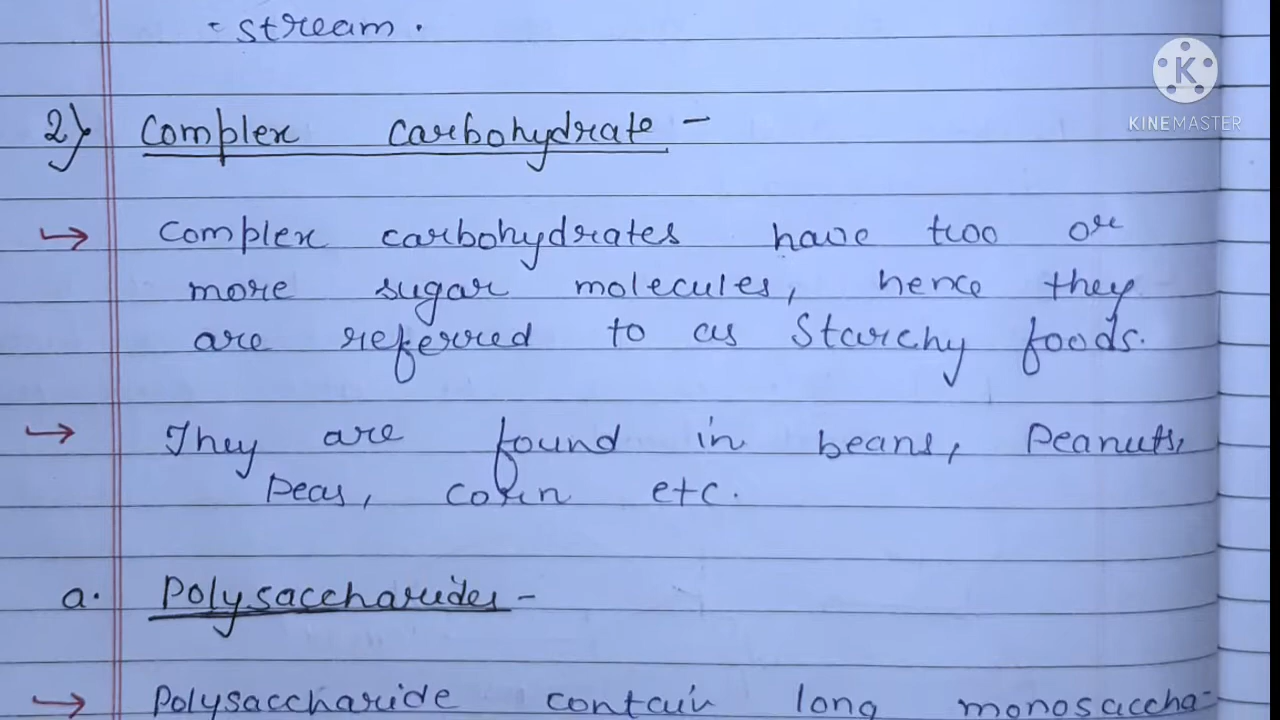 - stream.
2) Complex carbohydrate -
→ Complex carbohydrates have two or
more sugar molecules, hence they
are referred to as Starchy foods.
→ They are found in beans, Peanuts,
Peas, corn etc.
a. Polysaccharides -
→ Polysaccharide contain long monosaccha-
K
KINEMASTER